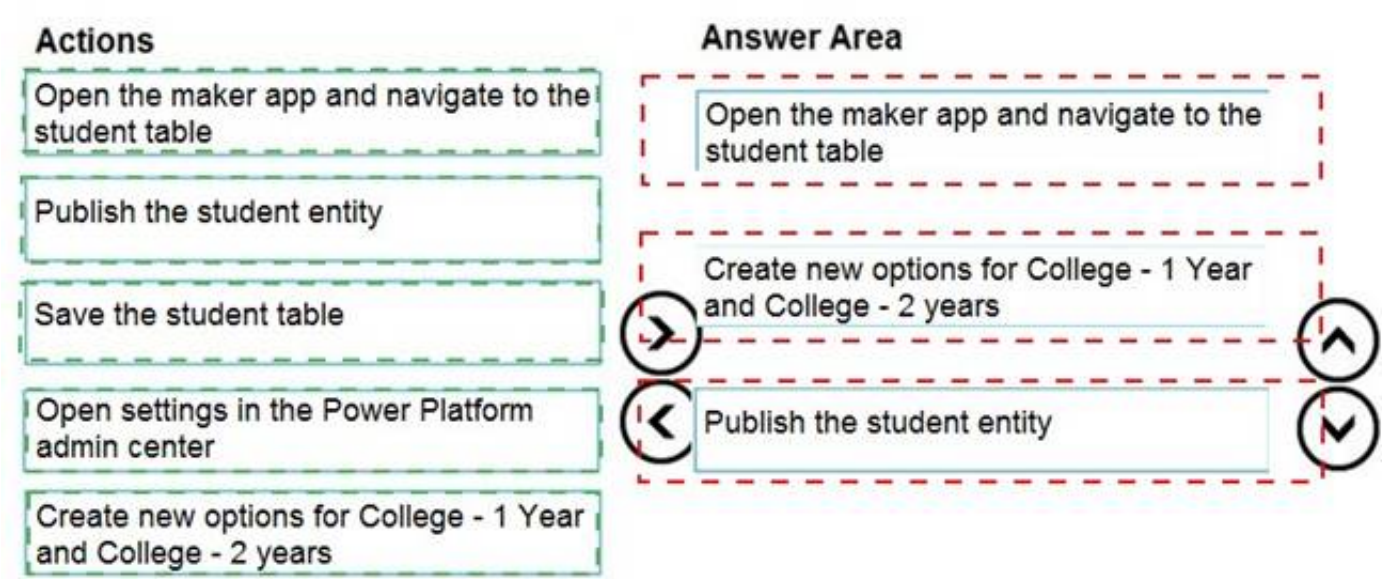 Actions
Open the maker app and navigate to the
student table
Publish the student entity
Save the student table
Open settings in the Power Platform
admin center
Create new options for College - 1 Year
and College - 2 years
Answer Area
Open the maker app and navigate to the
student table
Create new options for College - 1 Year
and College - 2 years
Publish the student entity